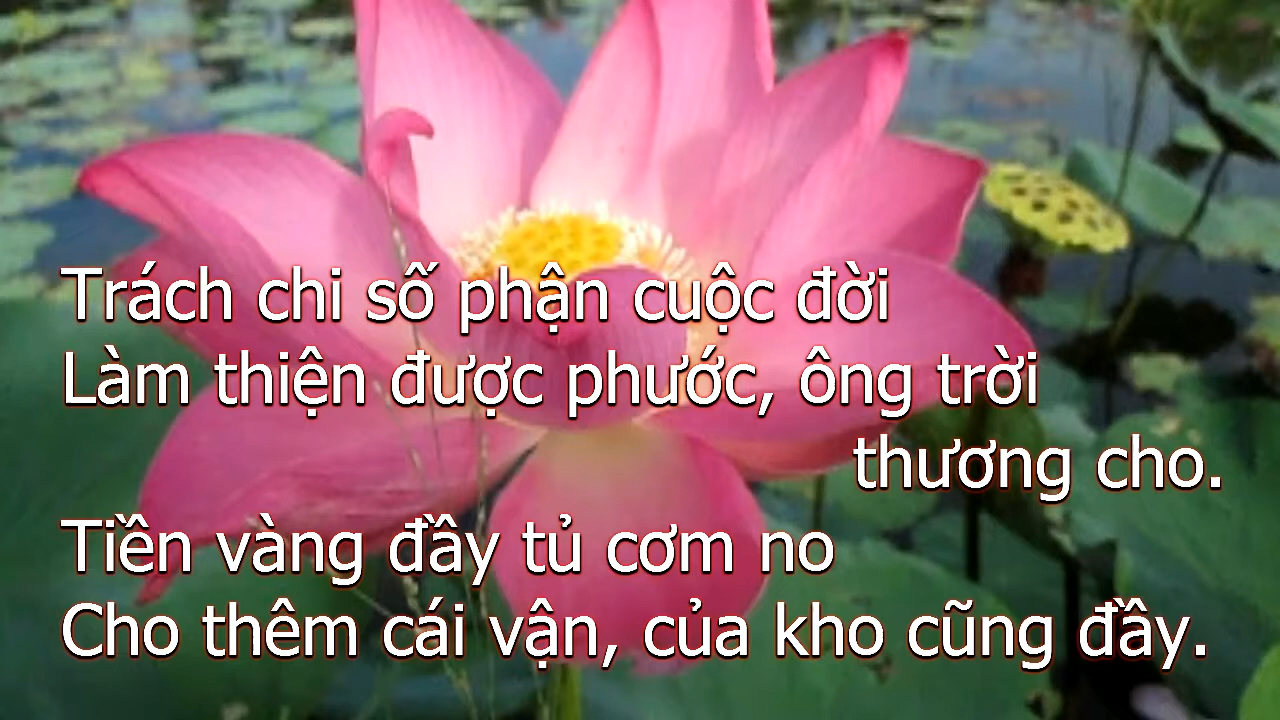 Trách chi số phận cuộc đời
Làm thiện được phước, ông trời
thương cho.
Tiền vàng đầy tủ cơm no
Cho thêm cái vận, của kho cũng đầy.